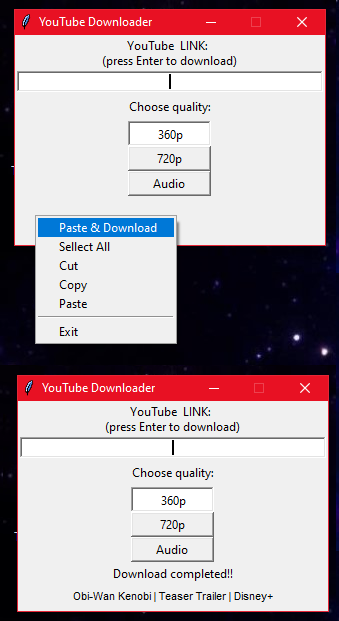 YouTube Downloader
YouTube  LINK:
(press Enter to download)
Choose quality:
360p
720p
Audio
Paste & Download
Sellect All
Cut
Copy
Paste
Exit
YouTube Downloader
YouTube  LINK:
(press Enter to download)
Choose quality:
360p
720p
Audio
Download completed!!
Obi-Wan Kenobi | Teaser Trailer | Disney+